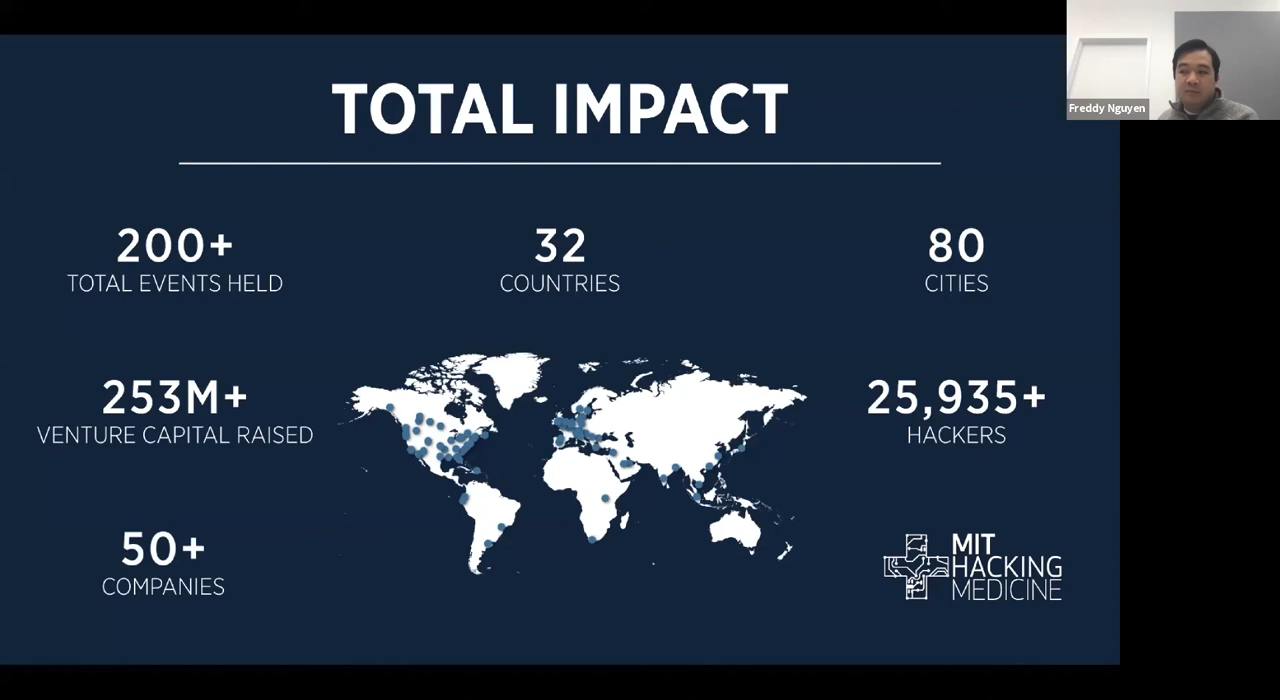 TOTAL IMPACT
Freddy Nguyen
200+
TOTAL EVENTS HELD
32
COUNTRIES
80
CITIES
253M+
VENTURE CAPITAL RAISED
25,935+
HACKERS
50+
COMPANIES
MIT
HACKING
MEDICINE